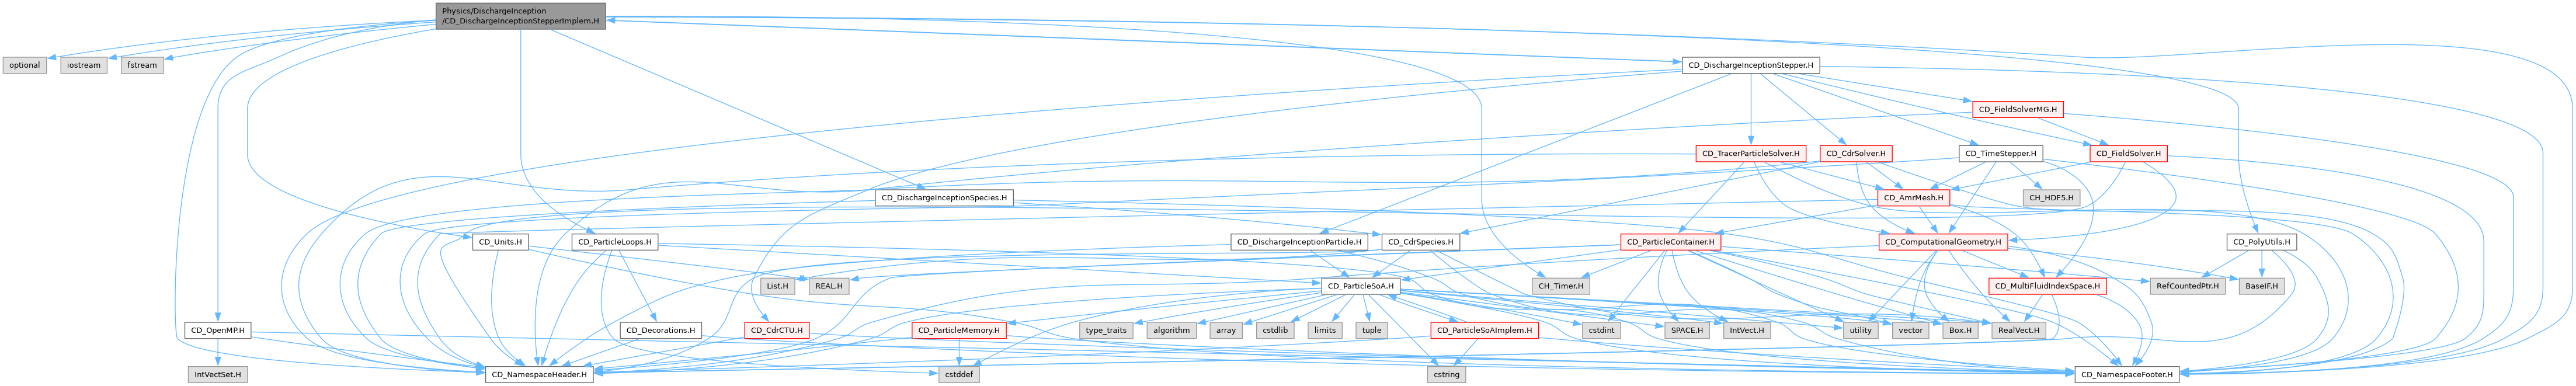 Physics/DischargeInception
/CD_DischargeInceptionStepperImplem.H
optional
iostream
fstream
CD_DischargeInceptionStepper.H
CD_FieldSolverMG.H
CD_TracerParticleSolver.H
CD_CdrSolver.H
CD_TimeStepper.H
CD_FieldSolver.H
CD_DischargeInceptionSpecies.H
CD_AmrMesh.H
CH_HDF5.H
CD_Units.H
CD_ParticleLoops.H
CD_DischargeInceptionParticle.H
CD_CdrSpecies.H
CD_ParticleContainer.H
CD_ComputationalGeometry.H
CD_PolyUtils.H
List.H
REAL.H
CD_ParticleSoA.H
CH_Timer.H
CD_MultiFluidIndexSpace.H
RefCountedPtr.H
BaseIF.H
CD_OpenMP.H
CD_Decorations.H
CD_CdrCTU.H
CD_ParticleMemory.H
type_traits
algorithm
array
cstdlib
limits
tuple
CD_ParticleSoAImplem.H
cstdint
SPACE.H
IntVect.H
utility
vector
Box.H
RealVect.H
IntVectSet.H
CD_NamespaceHeader.H
cstddef
cstring
CD_NamespaceFooter.H